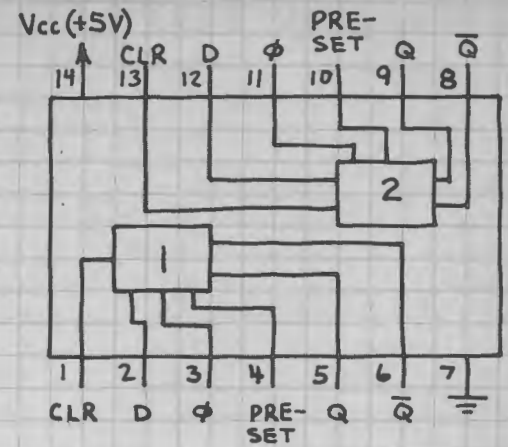 Vcc (+5V)
PRE-
SET
CLR D Φ Q Q̅
14 13 12 11 10 9 8
2
1
1 2 3 4 5 6 7
CLR D Φ PRE- Q Q̅
SET